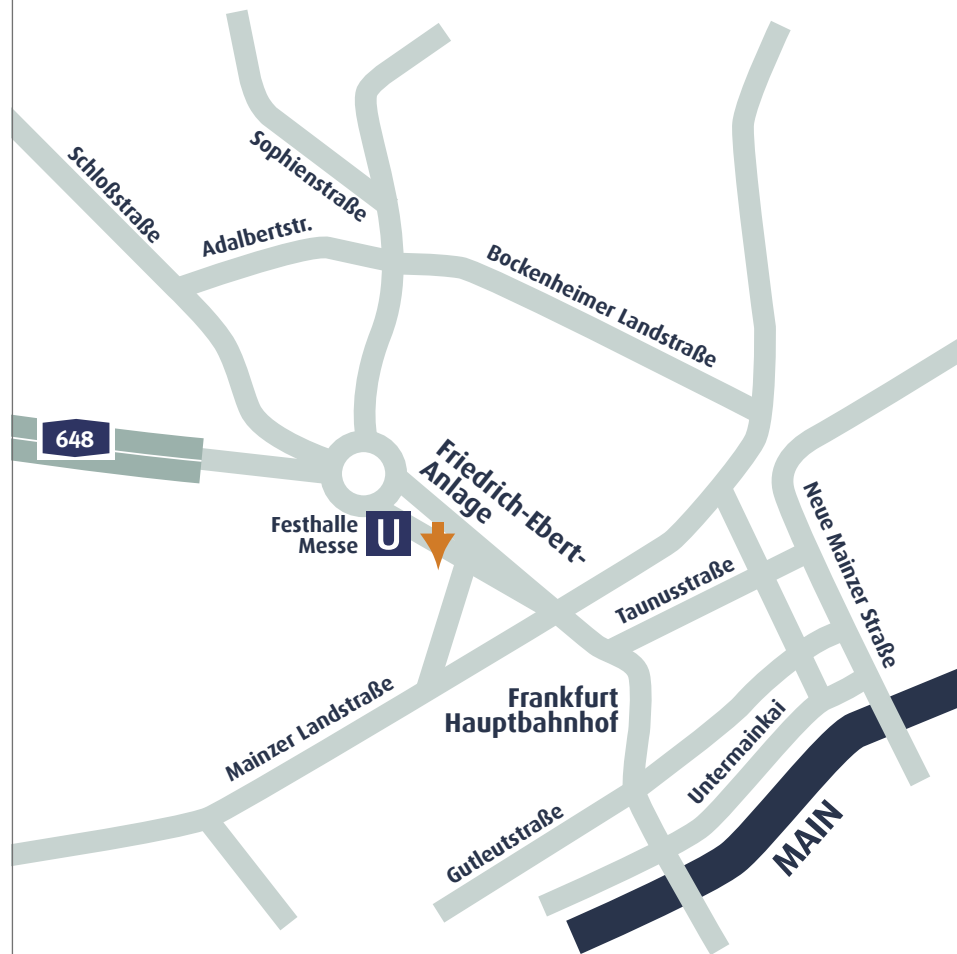 Sophienstraße
Schloßstraße
Adalbertstr.
Bockenheimer Landstraße
648
Friedrich-Ebert-
Anlage
Neue Mainzer Straße
Festhalle
Messe
U
Taunusstraße
Mainzer Landstraße
Frankfurt
Hauptbahnhof
Untermainkai
Gutleutstraße
MAIN